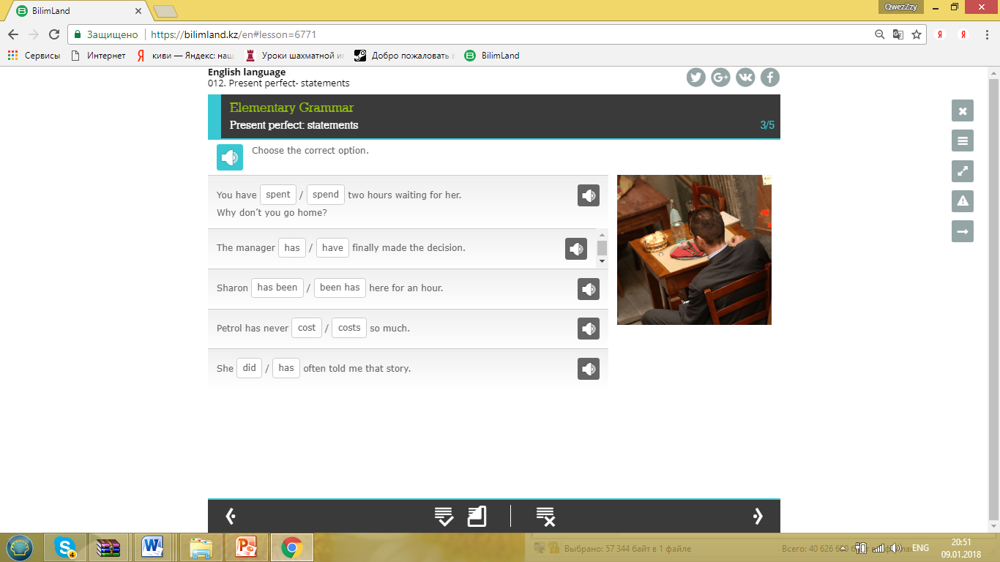 BilimLand
QwezZzy
Защищено https://bilimland.kz/en#lesson=6771
Сервисы Интернет киви — Яндекс: наш Уроки шахматной иг Добро пожаловать в BilimLand
English language
012. Present perfect- statements
Elementary Grammar
Present perfect: statements 3/5
Choose the correct option.
You have spent / spend two hours waiting for her.
Why don’t you go home?
The manager has / have finally made the decision.
Sharon has been / been has here for an hour.
Petrol has never cost / costs so much.
She did / has often told me that story.
Выбрано: 57 344 байт в 1 файле
ENG
20:51
09.01.2018